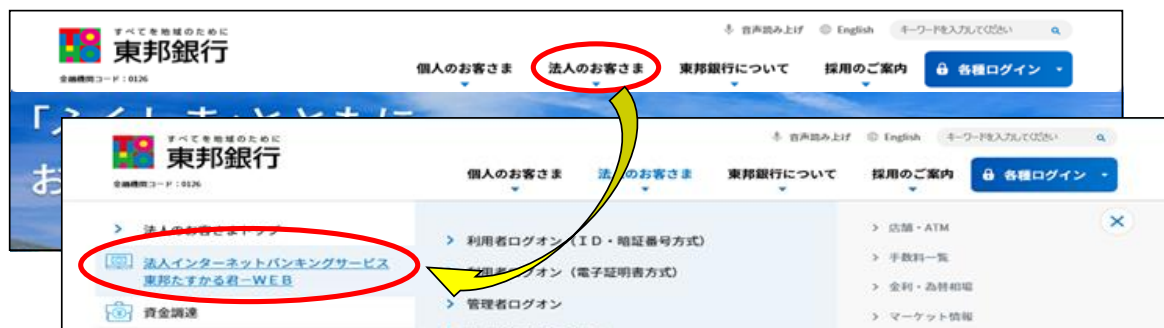 すべてを地域のために
東邦銀行
金融機関コード：0126
音声読み上げ
English
キーワードを入力してください
個人のお客さま
法人のお客さま
東邦銀行について
採用のご案内
各種ログイン
すべてを地域のために
東邦銀行
金融機関コード：0126
音声読み上げ
English
キーワードを入力してください
個人のお客さま
法人のお客さま
東邦銀行について
採用のご案内
各種ログイン
法人のお客さまトップ
法人インターネットバンキングサービス
東邦たすかる君－WEB
資金調達
利用者ログオン（ID・暗証番号方式）
利用者ログオン（電子証明書方式）
管理者ログオン
店舗・ATM
手数料一覧
金利・為替相場
マーケット情報